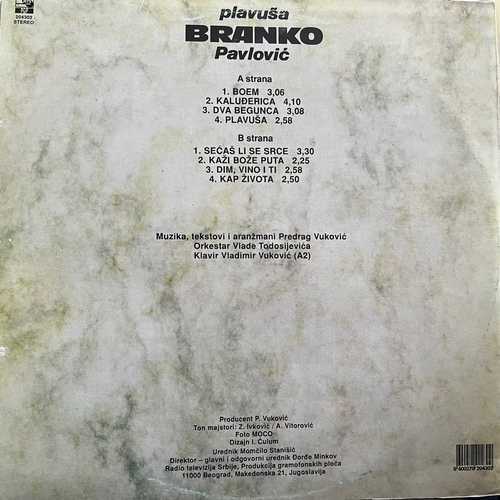 204302
STEREO
plavuša
BRANKO
Pavlović
A strana
1. BOEM 3,06
2. KALUĐERICA 4,10
3. DVA BEGUNCA 3,08
4. PLAVUŠA 2,58
B strana
1. SEĆAŠ LI SE SRCE 3,30
2. KAŽI BOŽE PUTA 2,25
3. DIM, VINO I TI 2,58
4. KAP ŽIVOTA 2,50
Muzika, tekstovi i aranžmani Predrag Vuković
Orkestar Vlade Todosijevića
Klavir Vladimir Vuković (A2)
Producent P. Vuković
Ton majstori: Z. Ivković / A. Vitorović
Foto MOCO
Dizajn I. Ćulum
Urednik Momčilo Stanišić
Direktor – glavni i odgovorni urednik Đorđe Minkov
Radio televizija Srbije, Produkcija gramofonskih ploča
11000 Beograd, Makedonska 21, Jugoslavija